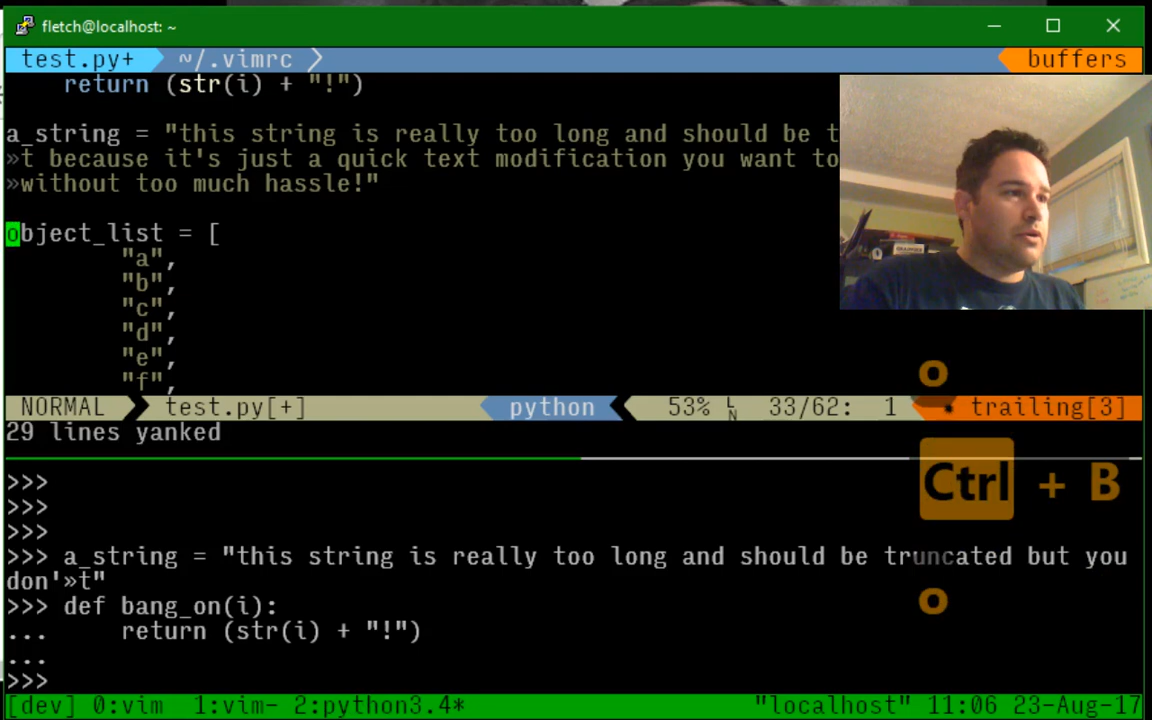 fletch@localhost: ~
test.py+ ~/.vimrc buffers
return (str(i) + "!")
a_string = "this string is really too long and should be t
»t because it's just a quick text modification you want to
»without too much hassle!"
object_list = [
"a",
"b",
"c",
"d",
"e",
"f",
o
NORMAL test.py[+] python 53% LN 33/62: 1 * trailing[3]
29 lines yanked
Ctrl + B
>>>
>>>
>>>
>>> a_string = "this string is really too long and should be truncated but you
don'»t"
>>> def bang_on(i):
o
... return (str(i) + "!")
...
>>>
[dev] 0:vim 1:vim- 2:python3.4* "localhost" 11:06 23-Aug-17